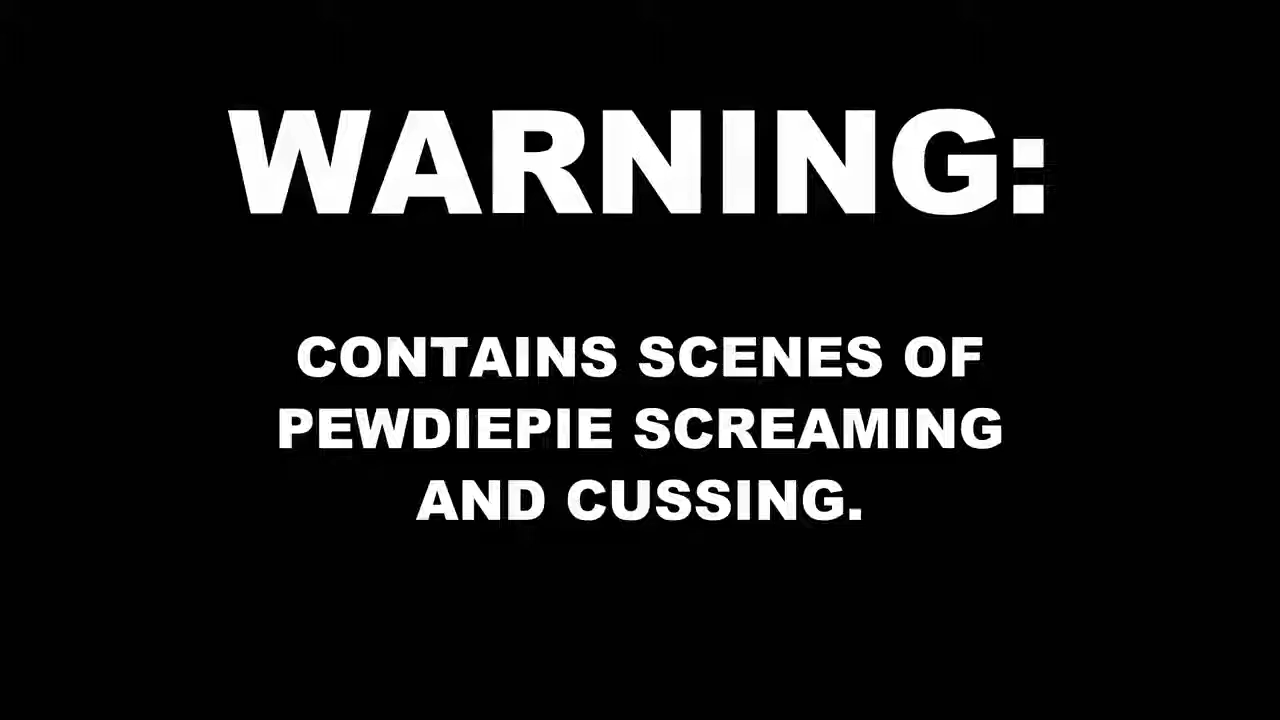 WARNING:
CONTAINS SCENES OF
PEWDIEPIE SCREAMING
AND CUSSING.